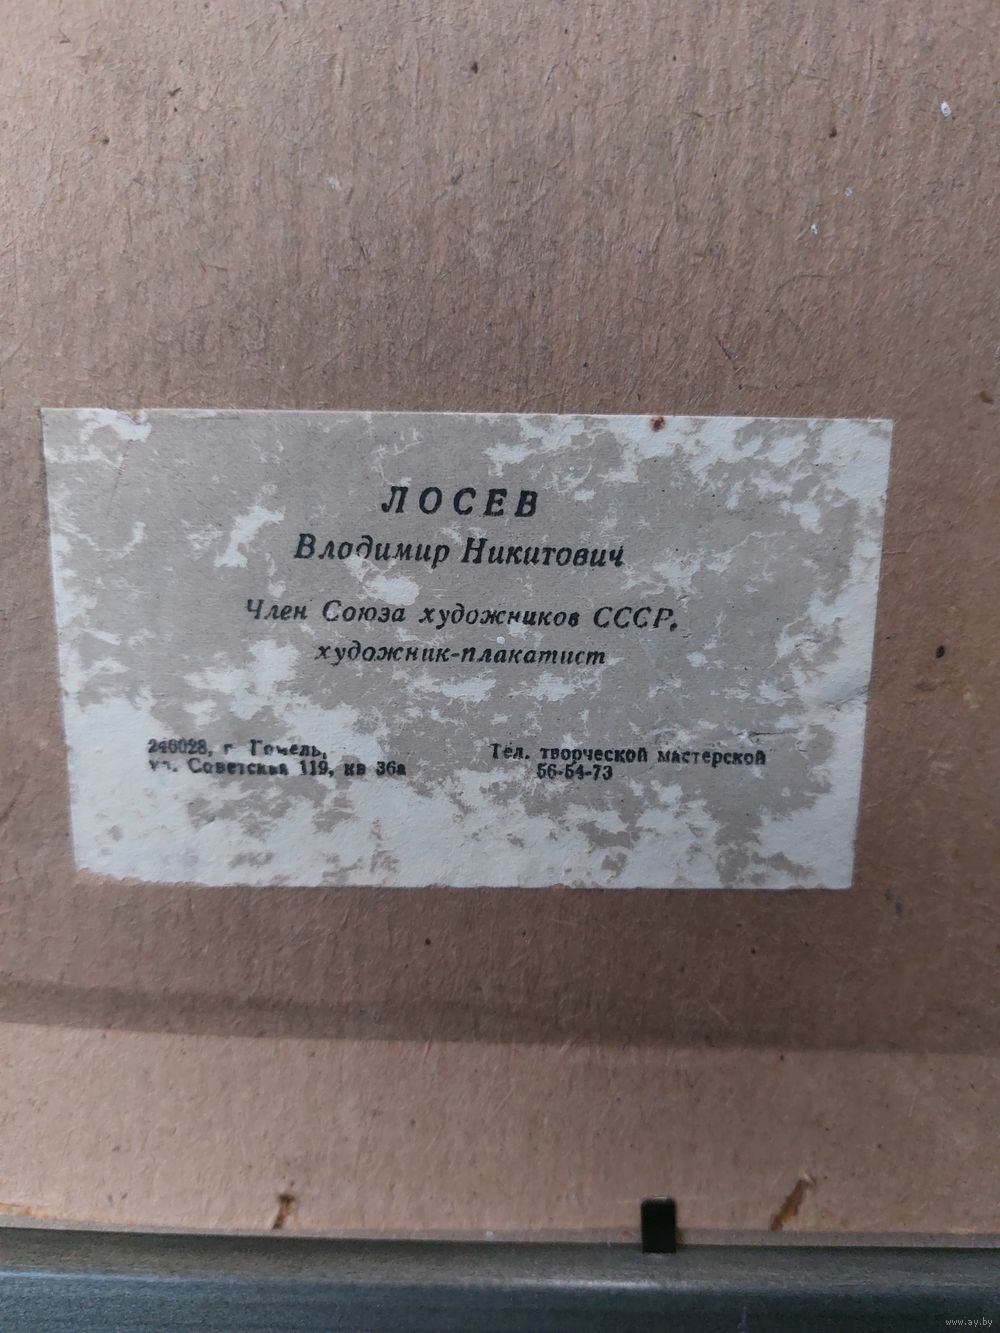 ЛОСЕВ
Владимир Никитович
Член Союза художников СССР,
художник-плакатист
246028, г Гомель,
ул. Советская 119, кв 36а
Тел. творческой мастерской
56-54-73
www.ay.by